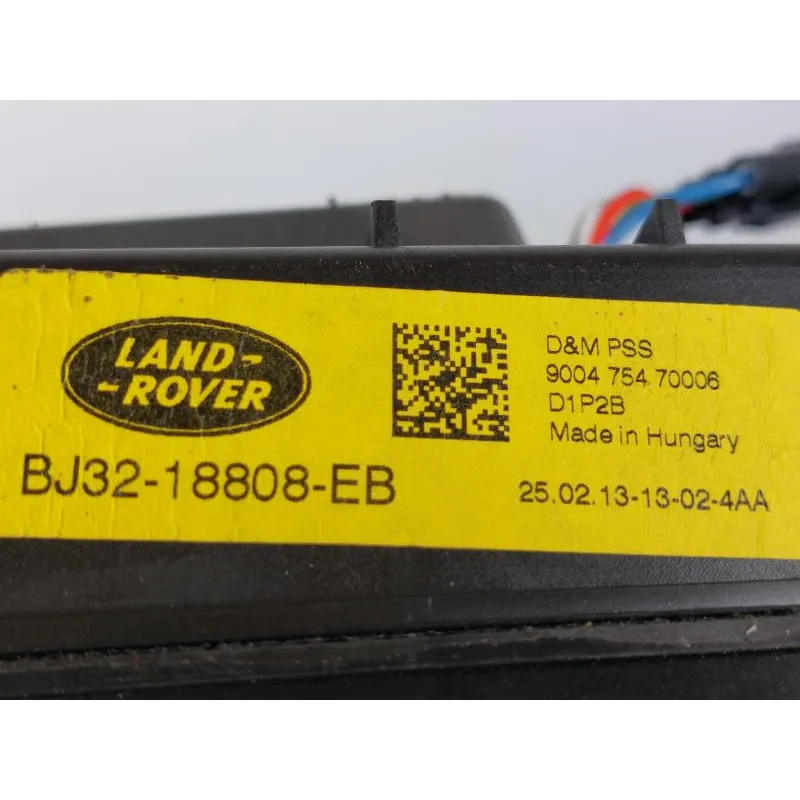 LAND-
-ROVER
BJ32-18808-EB
D&M PSS
9004 754 70006
D1P2B
Made in Hungary
25.02.13-13-02-4AA